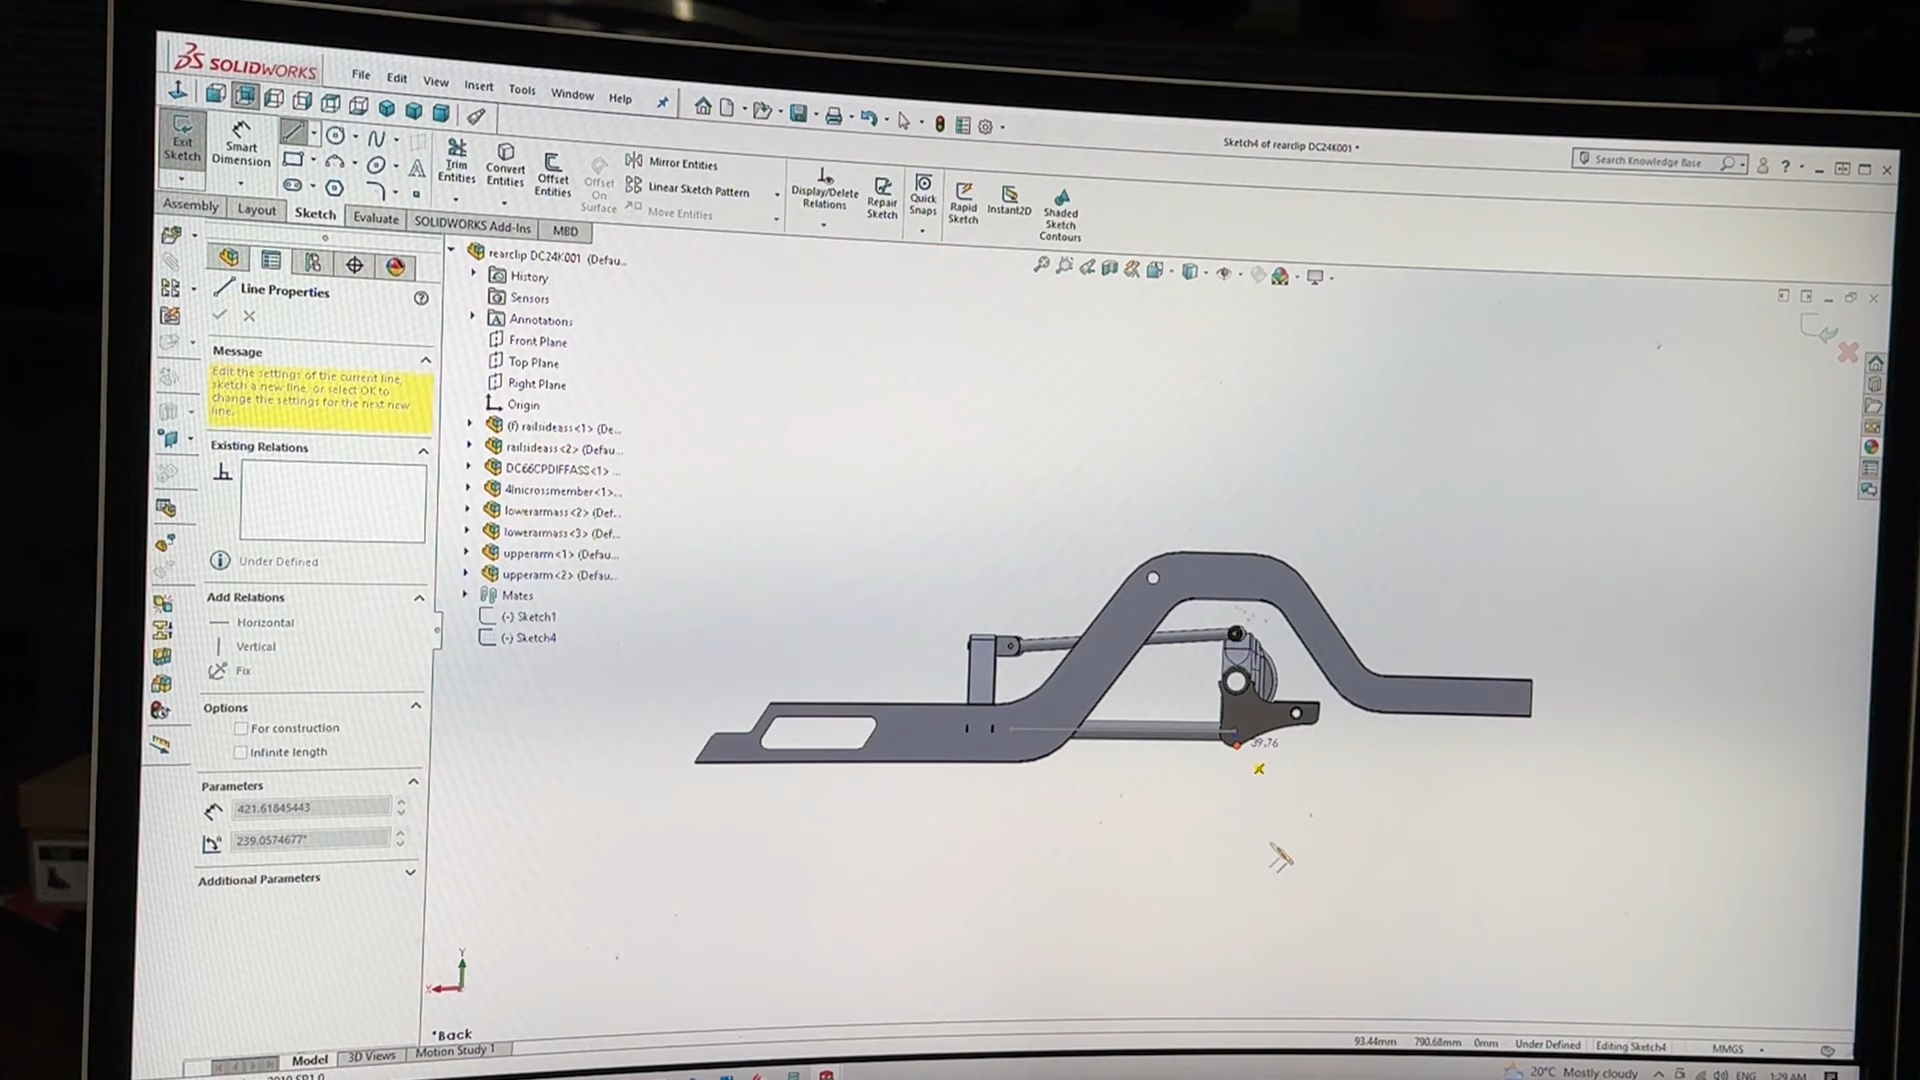 SOLIDWORKS
File Edit View Insert Tools Window Help
Sketch4 of rearclip DC24K001 *
Search Knowledge Base
?
Exit Sketch
Smart Dimension
Trim Entities
Convert Entities
Offset Entities
Offset On Surface
Mirror Entities
Linear Sketch Pattern
Move Entities
Display/Delete Relations
Repair Sketch
Quick Snaps
Rapid Sketch
Instant2D
Shaded Sketch Contours
Assembly Layout Sketch Evaluate SOLIDWORKS Add-Ins MBD
Line Properties
Message
Edit the settings of the current line,
sketch a new line, or select OK to
change the settings for the next new
line.
Existing Relations
Under Defined
Add Relations
Horizontal
Vertical
Fix
Options
For construction
Infinite length
Parameters
421.61845443
239.0574677°
Additional Parameters
rearclip DC24K001 (Defau...
History
Sensors
Annotations
Front Plane
Top Plane
Right Plane
Origin
(f) railsideass<1> (De...
railsideass<2> (Defau...
DC66CPDIFFASS<1> ...
4Inicrossmember<1>...
lowerarmass<2> (Def...
lowerarmass<3> (Def...
upperarm<1> (Defau...
upperarm<2> (Defau...
Mates
(-) Sketch1
(-) Sketch4
39.76
Y
X
*Back
Model 3D Views Motion Study 1
93.44mm 790.68mm 0mm Under Defined Editing Sketch4 MMGS
20°C Mostly cloudy ENG 1:29 AM